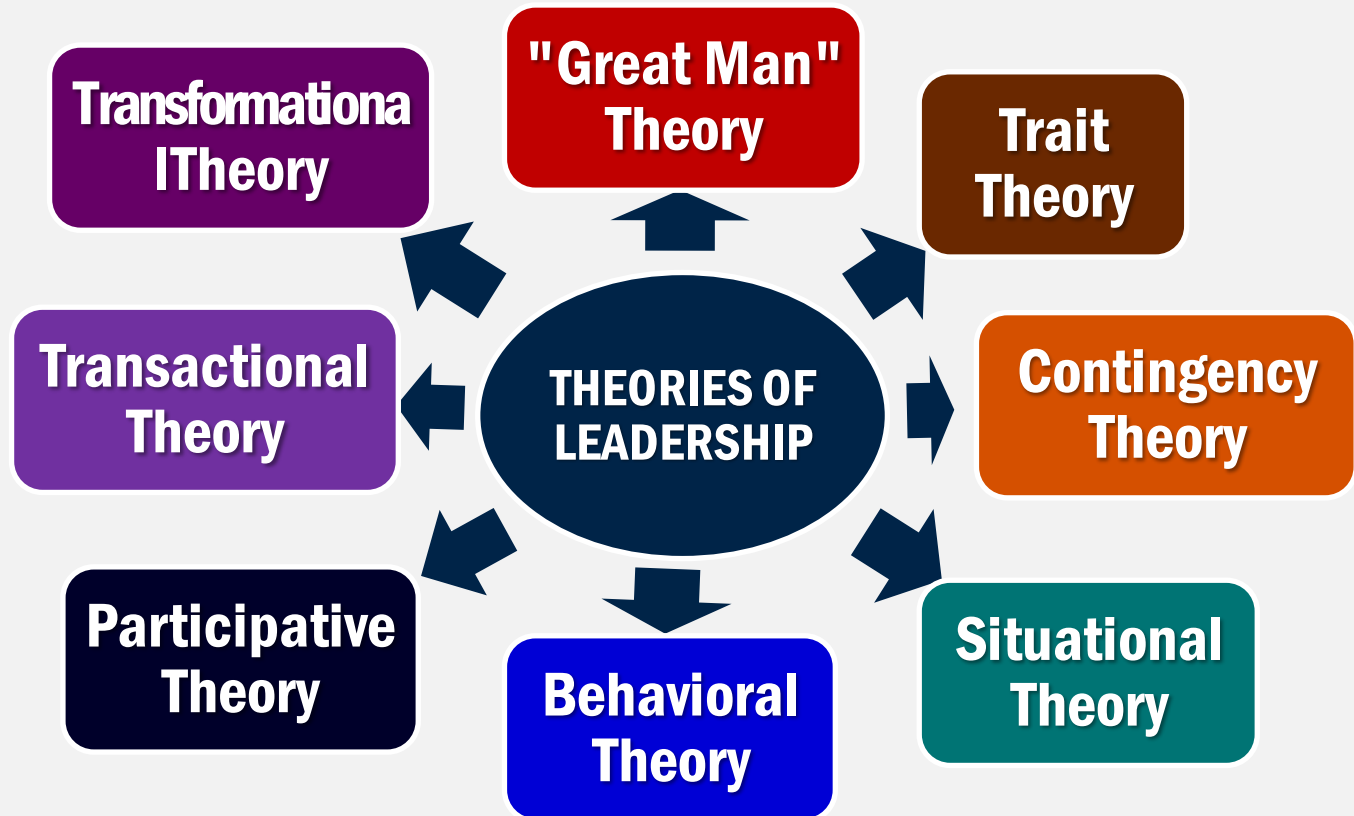 "Great Man"
Theory
Transformationa
lTheory
Trait
Theory
Transactional
Theory
THEORIES OF
LEADERSHIP
Contingency
Theory
Participative
Theory
Behavioral
Theory
Situational
Theory